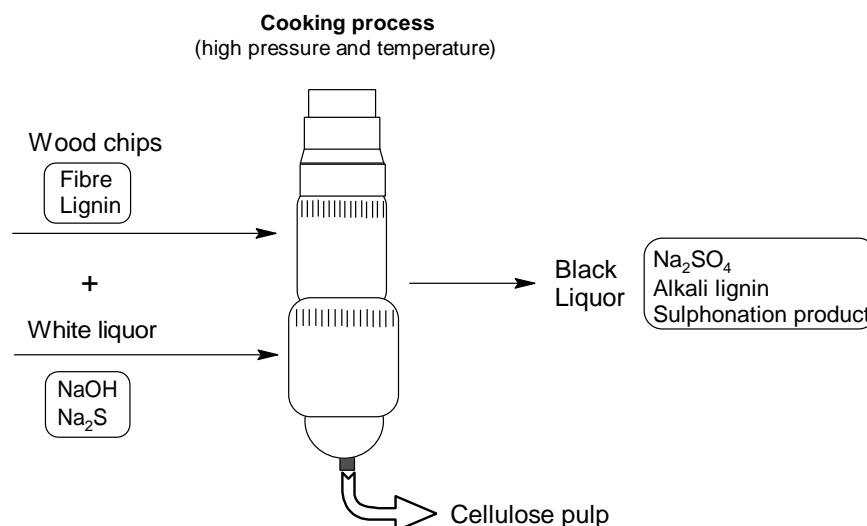 Cooking process
(high pressure and temperature)
Wood chips
Fibre
Lignin
+
White liquor
NaOH
Na₂S
Black
Liquor
Na₂SO₄
Alkali lignin
Sulphonation product
Cellulose pulp